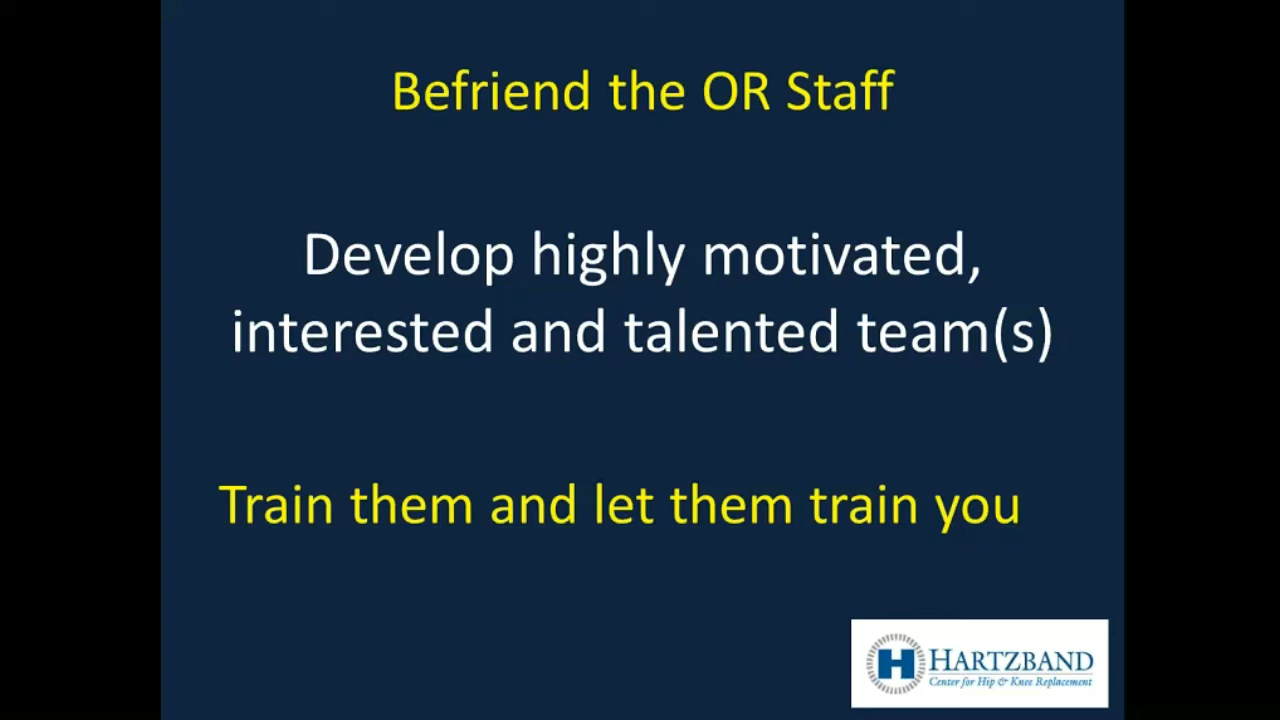 Befriend the OR Staff
Develop highly motivated,
interested and talented team(s)
Train them and let them train you
H HARTZBAND
Center for Hip & Knee Replacement